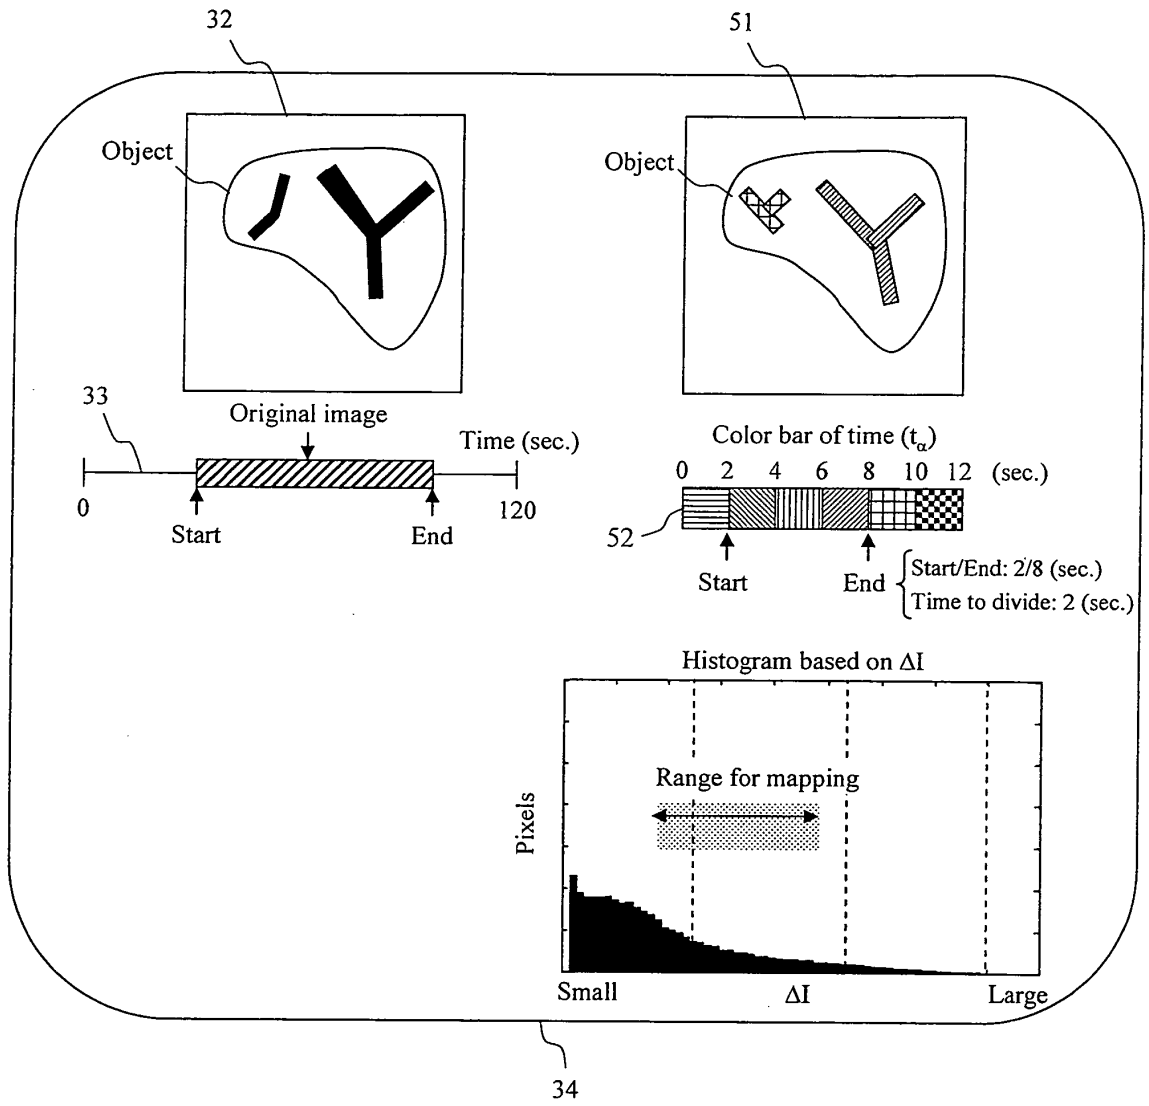 32
51
Object
Object
33
Original image
Time (sec.)
0
120
Start
End
Color bar of time (tα)
0 2 4 6 8 10 12 (sec.)
52
Start
End
Start/End: 2/8 (sec.)
Time to divide: 2 (sec.)
Histogram based on ΔI
Range for mapping
Pixels
Small
ΔI
Large
34